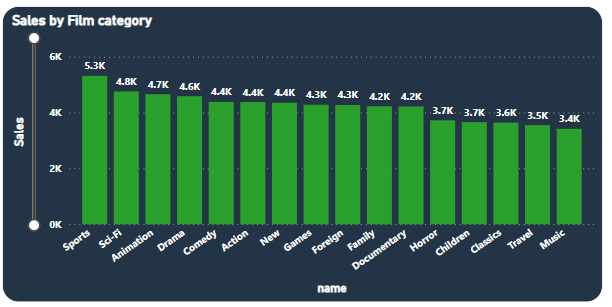 Sales by Film category
6K
4K
2K
0K
Sales
5.3K
4.8K
4.7K
4.6K
4.4K
4.4K
4.4K
4.3K
4.3K
4.2K
4.2K
3.7K
3.7K
3.6K
3.5K
3.4K
Sports
Sci-Fi
Animation
Drama
Comedy
Action
New
Games
Foreign
Family
Documentary
Horror
Children
Classics
Travel
Music
name